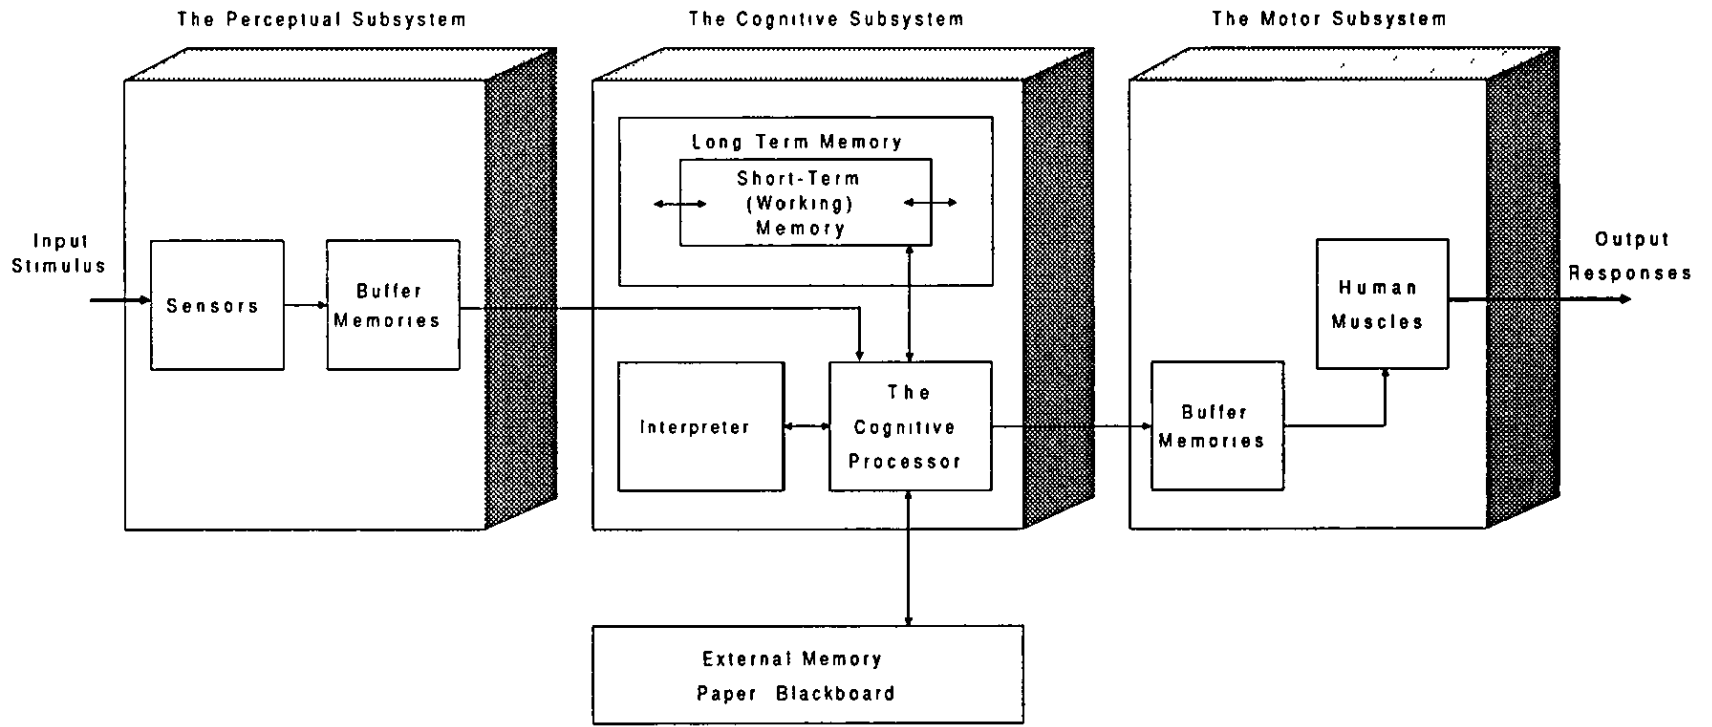 The Perceptual Subsystem
The Cognitive Subsystem
The Motor Subsystem
Input
Stimulus
Sensors
Buffer
Memories
Long Term Memory
Short-Term
(Working)
Memory
Interpreter
The
Cognitive
Processor
Buffer
Memories
Human
Muscles
Output
Responses
External Memory
Paper Blackboard